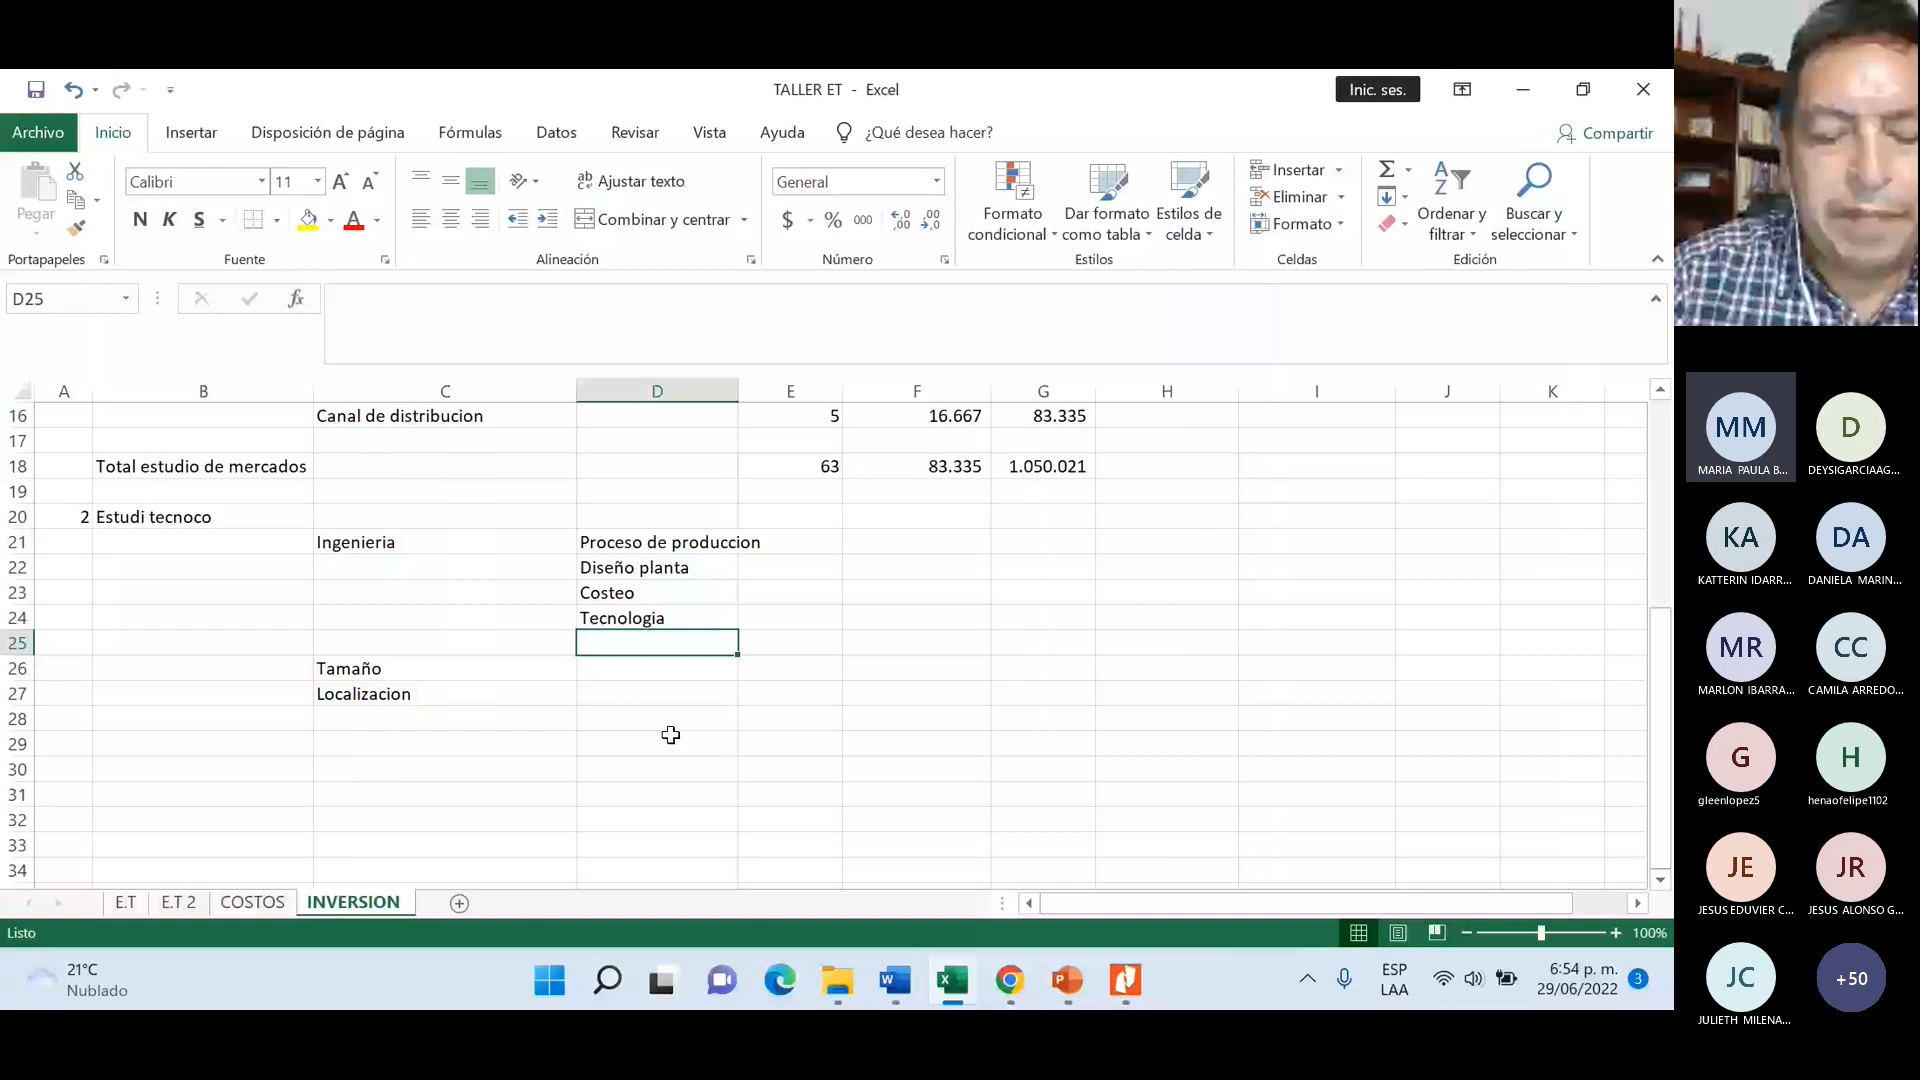 TALLER ET - Excel
Inic. ses.
Archivo Inicio Insertar Disposición de página Fórmulas Datos Revisar Vista Ayuda ¿Qué desea hacer? Compartir
Pegar
Calibri 11
N K S
Ajustar texto
Combinar y centrar
General
$ % 000
Formato condicional
Dar formato como tabla
Estilos de celda
Insertar
Eliminar
Formato
Ordenar y filtrar
Buscar y seleccionar
Portapapeles Fuente Alineación Número Estilos Celdas Edición
D25 fx
A B C D E F G H I J K
16 Canal de distribucion 5 16.667 83.335
17
18 Total estudio de mercados 63 83.335 1.050.021
19
20 2 Estudi tecnoco
21 Ingenieria Proceso de produccion
22 Diseño planta
23 Costeo
24 Tecnologia
25
26 Tamaño
27 Localizacion
28
29
30
31
32
33
34
E.T E.T 2 COSTOS INVERSION
Listo 100%
21°C
Nublado
ESP
LAA
6:54 p. m.
29/06/2022
3
MM D
MARIA PAULA B... DEYSIGARCIAAG...
KA DA
KATTERIN IDARR... DANIELA MARIN...
MR CC
MARLON IBARRA... CAMILA ARREDO...
G H
gleenlopez5 henaofelipe1102
JE JR
JESUS EDUVIER C... JESUS ALONSO G...
JC +50
JULIETH MILENA...